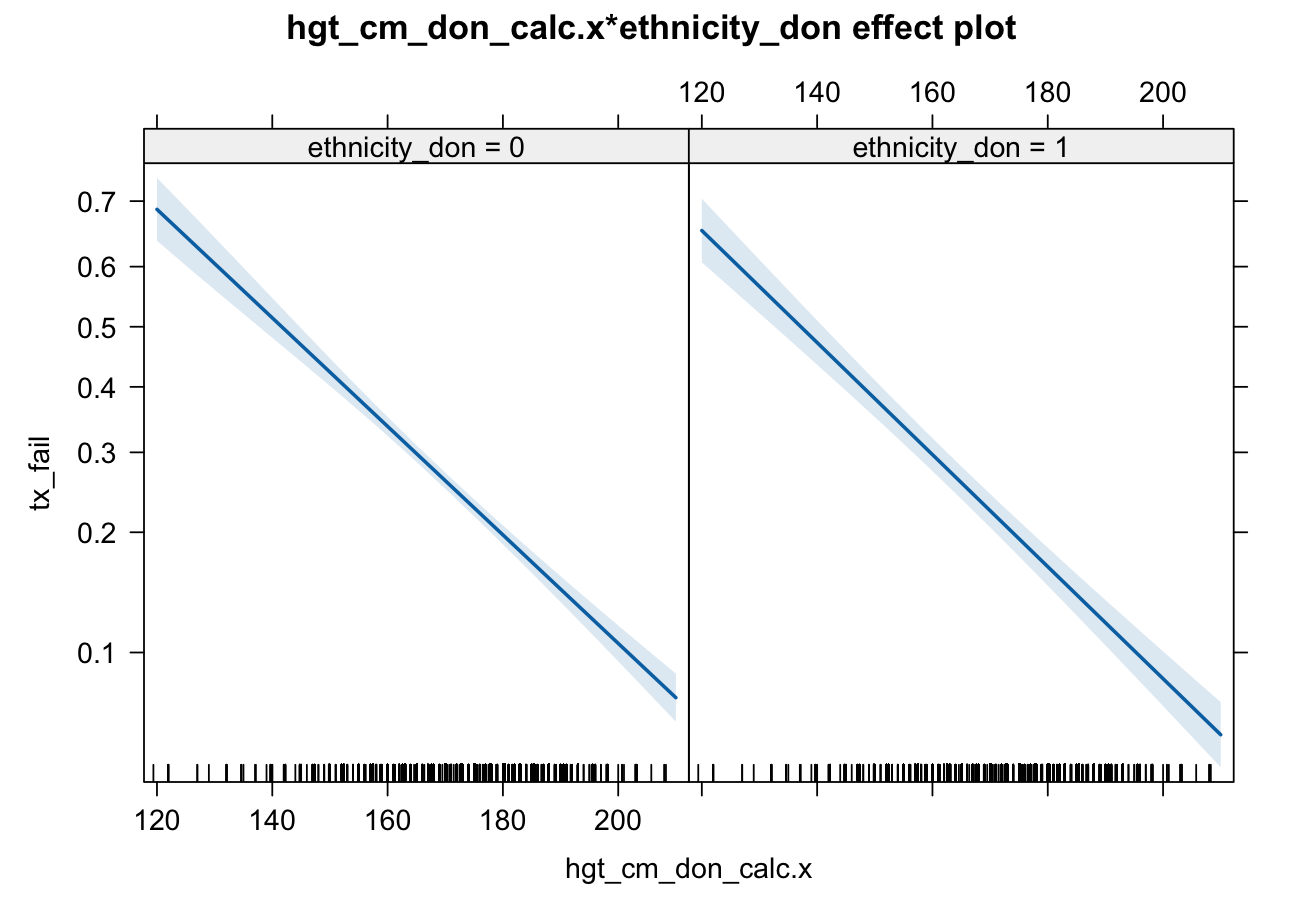 hgt_cm_don_calc.x*ethnicity_don effect plot
120 140 160 180 200
ethnicity_don = 0 ethnicity_don = 1
0.7
0.6
0.5
0.4
0.3
0.2
0.1
tx_fail
120 140 160 180 200
hgt_cm_don_calc.x